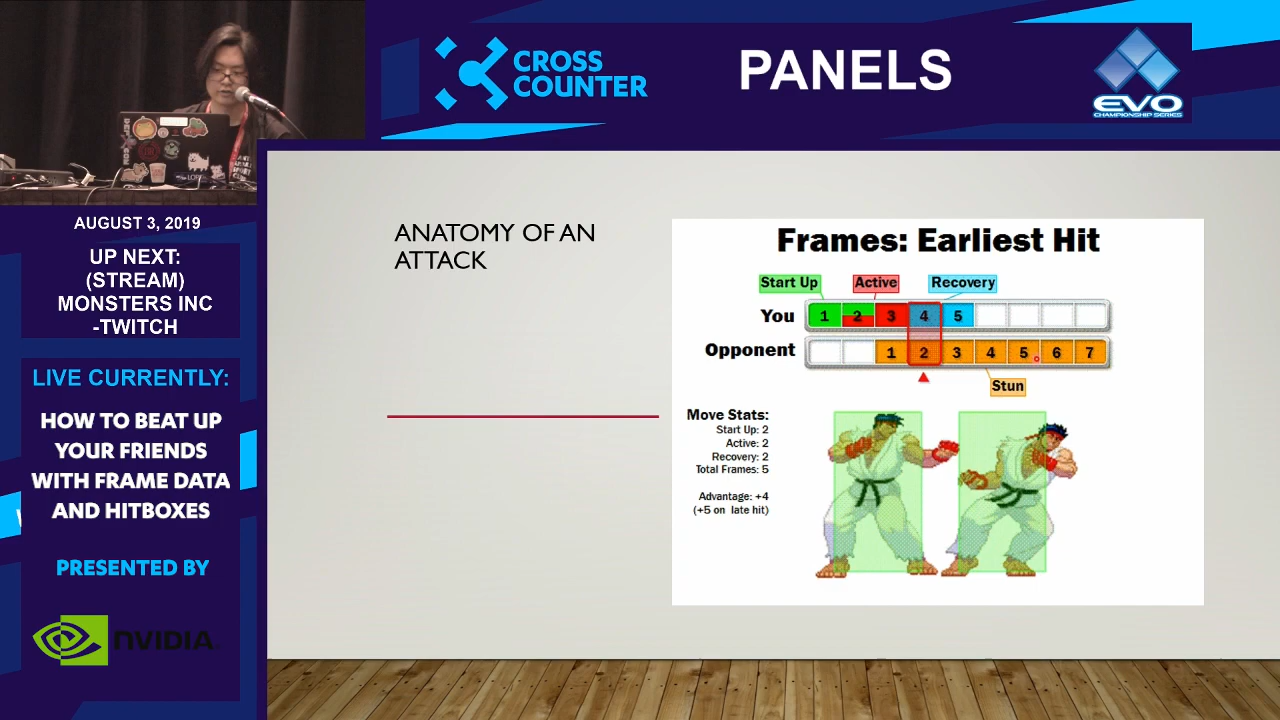 CROSS
COUNTER
PANELS
EVO
CHAMPIONSHIP SERIES
AUGUST 3, 2019
UP NEXT:
(STREAM)
MONSTERS INC
-TWITCH
LIVE CURRENTLY:
HOW TO BEAT UP
YOUR FRIENDS
WITH FRAME DATA
AND HITBOXES
PRESENTED BY
NVIDIA
ANATOMY OF AN
ATTACK
Frames: Earliest Hit
Start Up Active Recovery
You 1 2 3 4 5
Opponent 1 2 3 4 5 6 7
Stun
Move Stats:
Start Up: 2
Active: 2
Recovery: 2
Total Frames: 5
Advantage: +4
(+5 on late hit)